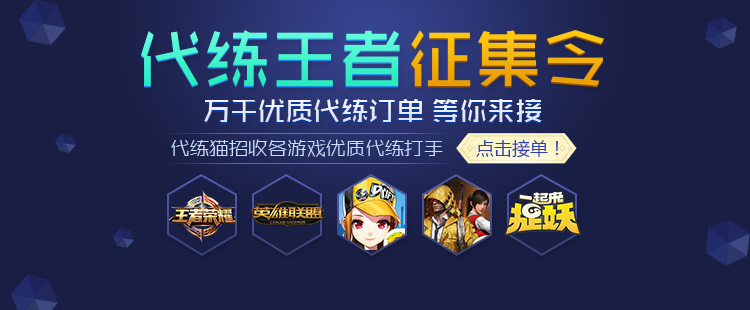 代练王者征集令
万千优质代练订单 等你来接
代练猫招收各游戏优质代练打手
点击接单！
王者荣耀
英雄联盟
LEAGUE LEGENDS
一起来捉妖